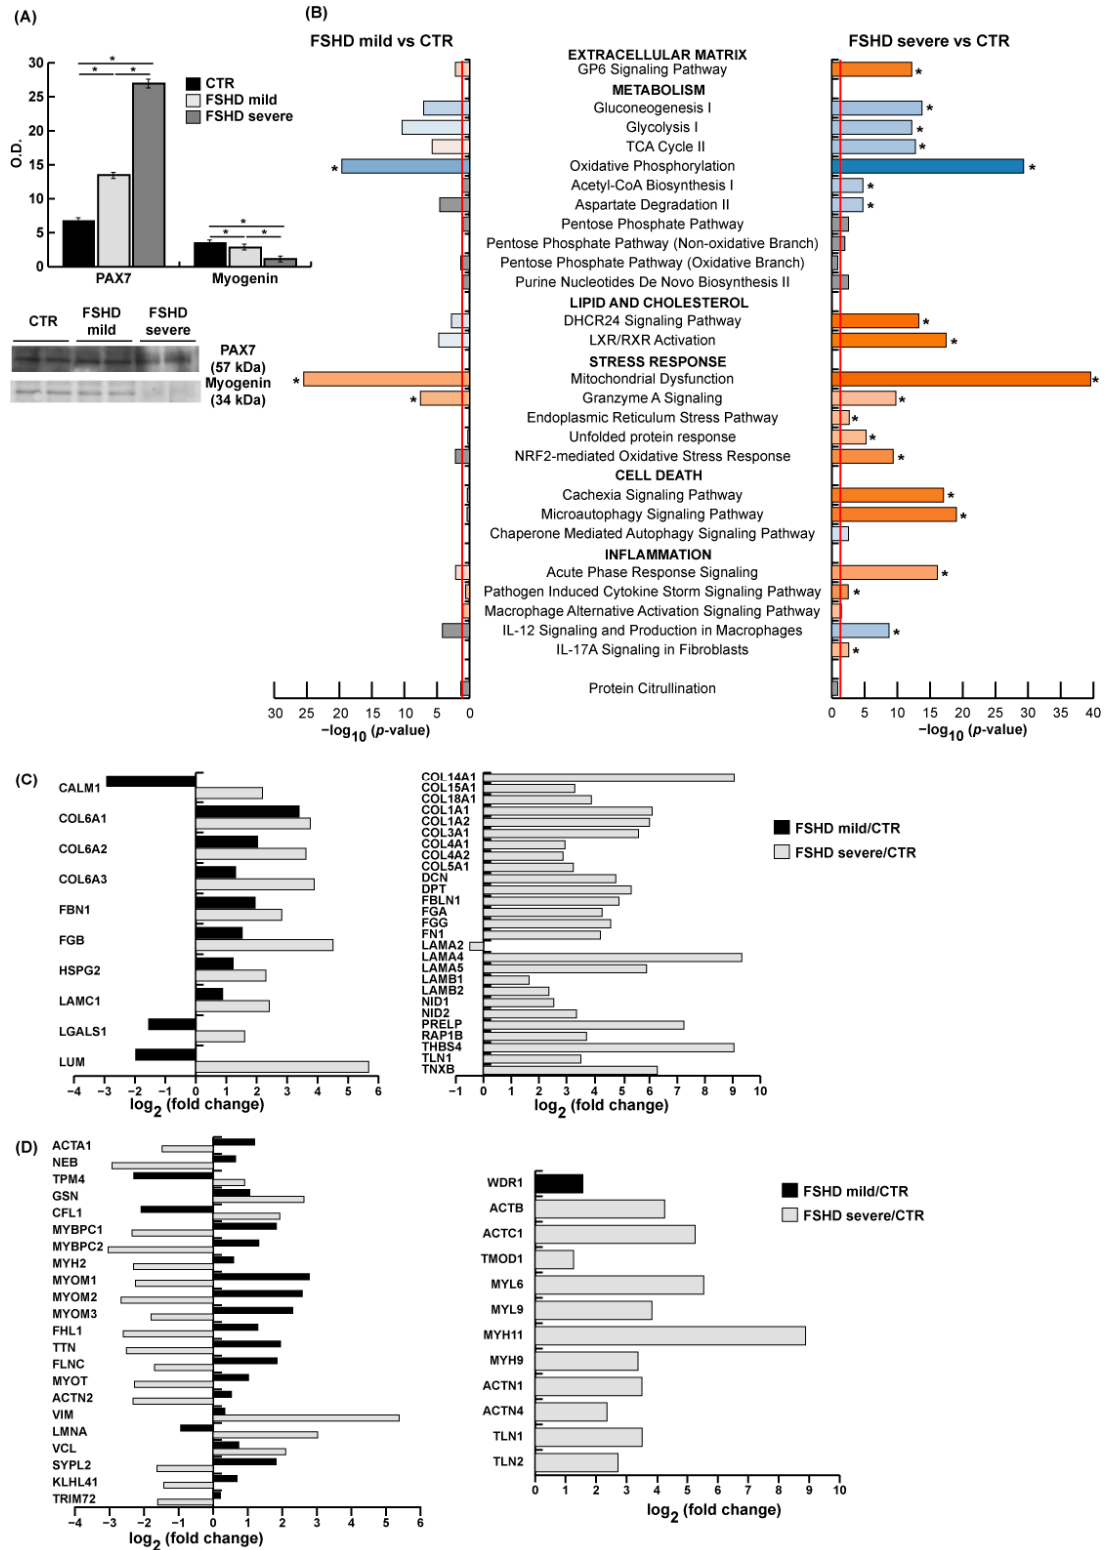 (A)
30
25
20
15
10
5
0
O.D.
CTR
FSHD mild
FSHD severe
*
* *
*
* *
PAX7 Myogenin
CTR FSHD mild FSHD severe
PAX7
(57 kDa)
Myogenin
(34 kDa)
(B)
FSHD mild vs CTR FSHD severe vs CTR
EXTRACELLULAR MATRIX
GP6 Signaling Pathway *
METABOLISM
Gluconeogenesis I *
Glycolysis I *
TCA Cycle II *
* Oxidative Phosphorylation *
Acetyl-CoA Biosynthesis I *
Aspartate Degradation II *
Pentose Phosphate Pathway
Pentose Phosphate Pathway (Non-oxidative Branch)
Pentose Phosphate Pathway (Oxidative Branch)
Purine Nucleotides De Novo Biosynthesis II
LIPID AND CHOLESTEROL
DHCR24 Signaling Pathway *
LXR/RXR Activation *
STRESS RESPONSE
* Mitochondrial Dysfunction *
* Granzyme A Signaling *
Endoplasmic Reticulum Stress Pathway *
Unfolded protein response *
NRF2-mediated Oxidative Stress Response *
CELL DEATH
Cachexia Signaling Pathway *
Microautophagy Signaling Pathway *
Chaperone Mediated Autophagy Signaling Pathway
INFLAMMATION
Acute Phase Response Signaling *
Pathogen Induced Cytokine Storm Signaling Pathway *
Macrophage Alternative Activation Signaling Pathway
IL-12 Signaling and Production in Macrophages *
IL-17A Signaling in Fibroblasts *
Protein Citrullination
30 25 20 15 10 5 0
−log10 (p-value)
0 5 10 15 20 25 30 35 40
−log10 (p-value)
(C)
CALM1
COL6A1
COL6A2
COL6A3
FBN1
FGB
HSPG2
LAMC1
LGALS1
LUM
−4 −3 −2 −1 0 1 2 3 4 5 6
log2 (fold change)
COL14A1
COL15A1
COL18A1
COL1A1
COL1A2
COL3A1
COL4A1
COL4A2
COL5A1
DCN
DPT
FBLN1
FGA
FGG
FN1
LAMA2
LAMA4
LAMA5
LAMB1
LAMB2
NID1
NID2
PRELP
RAP1B
THBS4
TLN1
TNXB
−1 0 1 2 3 4 5 6 7 8 9 10
log2 (fold change)
FSHD mild/CTR
FSHD severe/CTR
(D)
ACTA1
NEB
TPM4
GSN
CFL1
MYBPC1
MYBPC2
MYH2
MYOM1
MYOM2
MYOM3
FHL1
TTN
FLNC
MYOT
ACTN2
VIM
LMNA
VCL
SYPL2
KLHL41
TRIM72
−4 −3 −2 −1 0 1 2 3 4 5 6
log2 (fold change)
WDR1
ACTB
ACTC1
TMOD1
MYL6
MYL9
MYH11
MYH9
ACTN1
ACTN4
TLN1
TLN2
0 1 2 3 4 5 6 7 8 9 10
log2 (fold change)
FSHD mild/CTR
FSHD severe/CTR